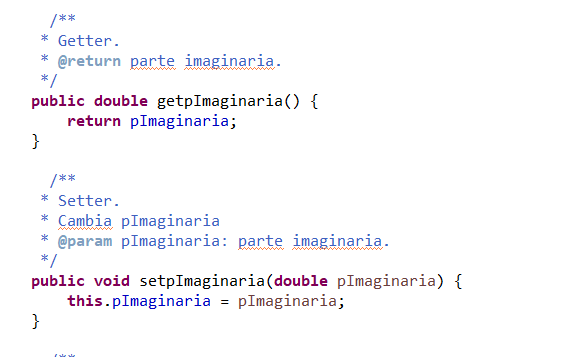 /**
* Getter.
* @return parte imaginaria.
*/
public double getpImaginaria() {
return pImaginaria;
}
/**
* Setter.
* Cambia pImaginaria
* @param pImaginaria: parte imaginaria.
*/
public void setpImaginaria(double pImaginaria) {
this.pImaginaria = pImaginaria;
}
/**